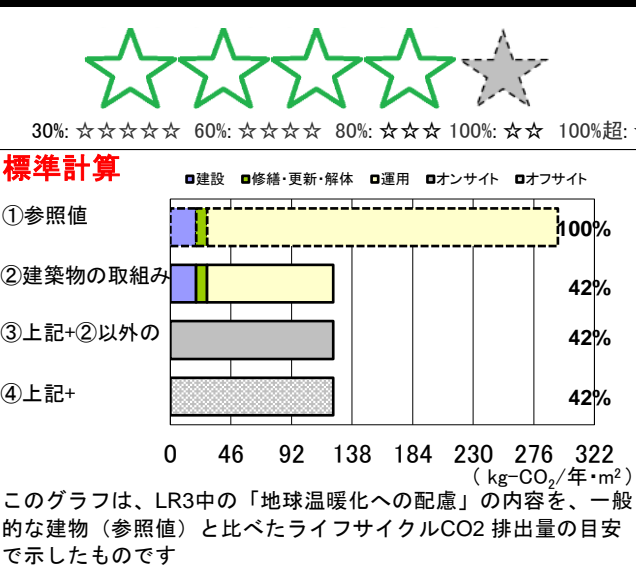 30%: ☆☆☆☆☆ 60%: ☆☆☆☆ 80%: ☆☆☆ 100%: ☆☆ 100%超:
標準計算
■建設 ■修繕・更新・解体 □運用 ■オンサイト ■オフサイト
①参照値 100%
②建築物の取組み 42%
③上記+②以外の 42%
④上記+ 42%
0 46 92 138 184 230 276 322
( kg-CO₂/年・m² )
このグラフは、LR3中の「地球温暖化への配慮」の内容を、一般
的な建物（参照値）と比べたライフサイクルCO2 排出量の目安
で示したものです